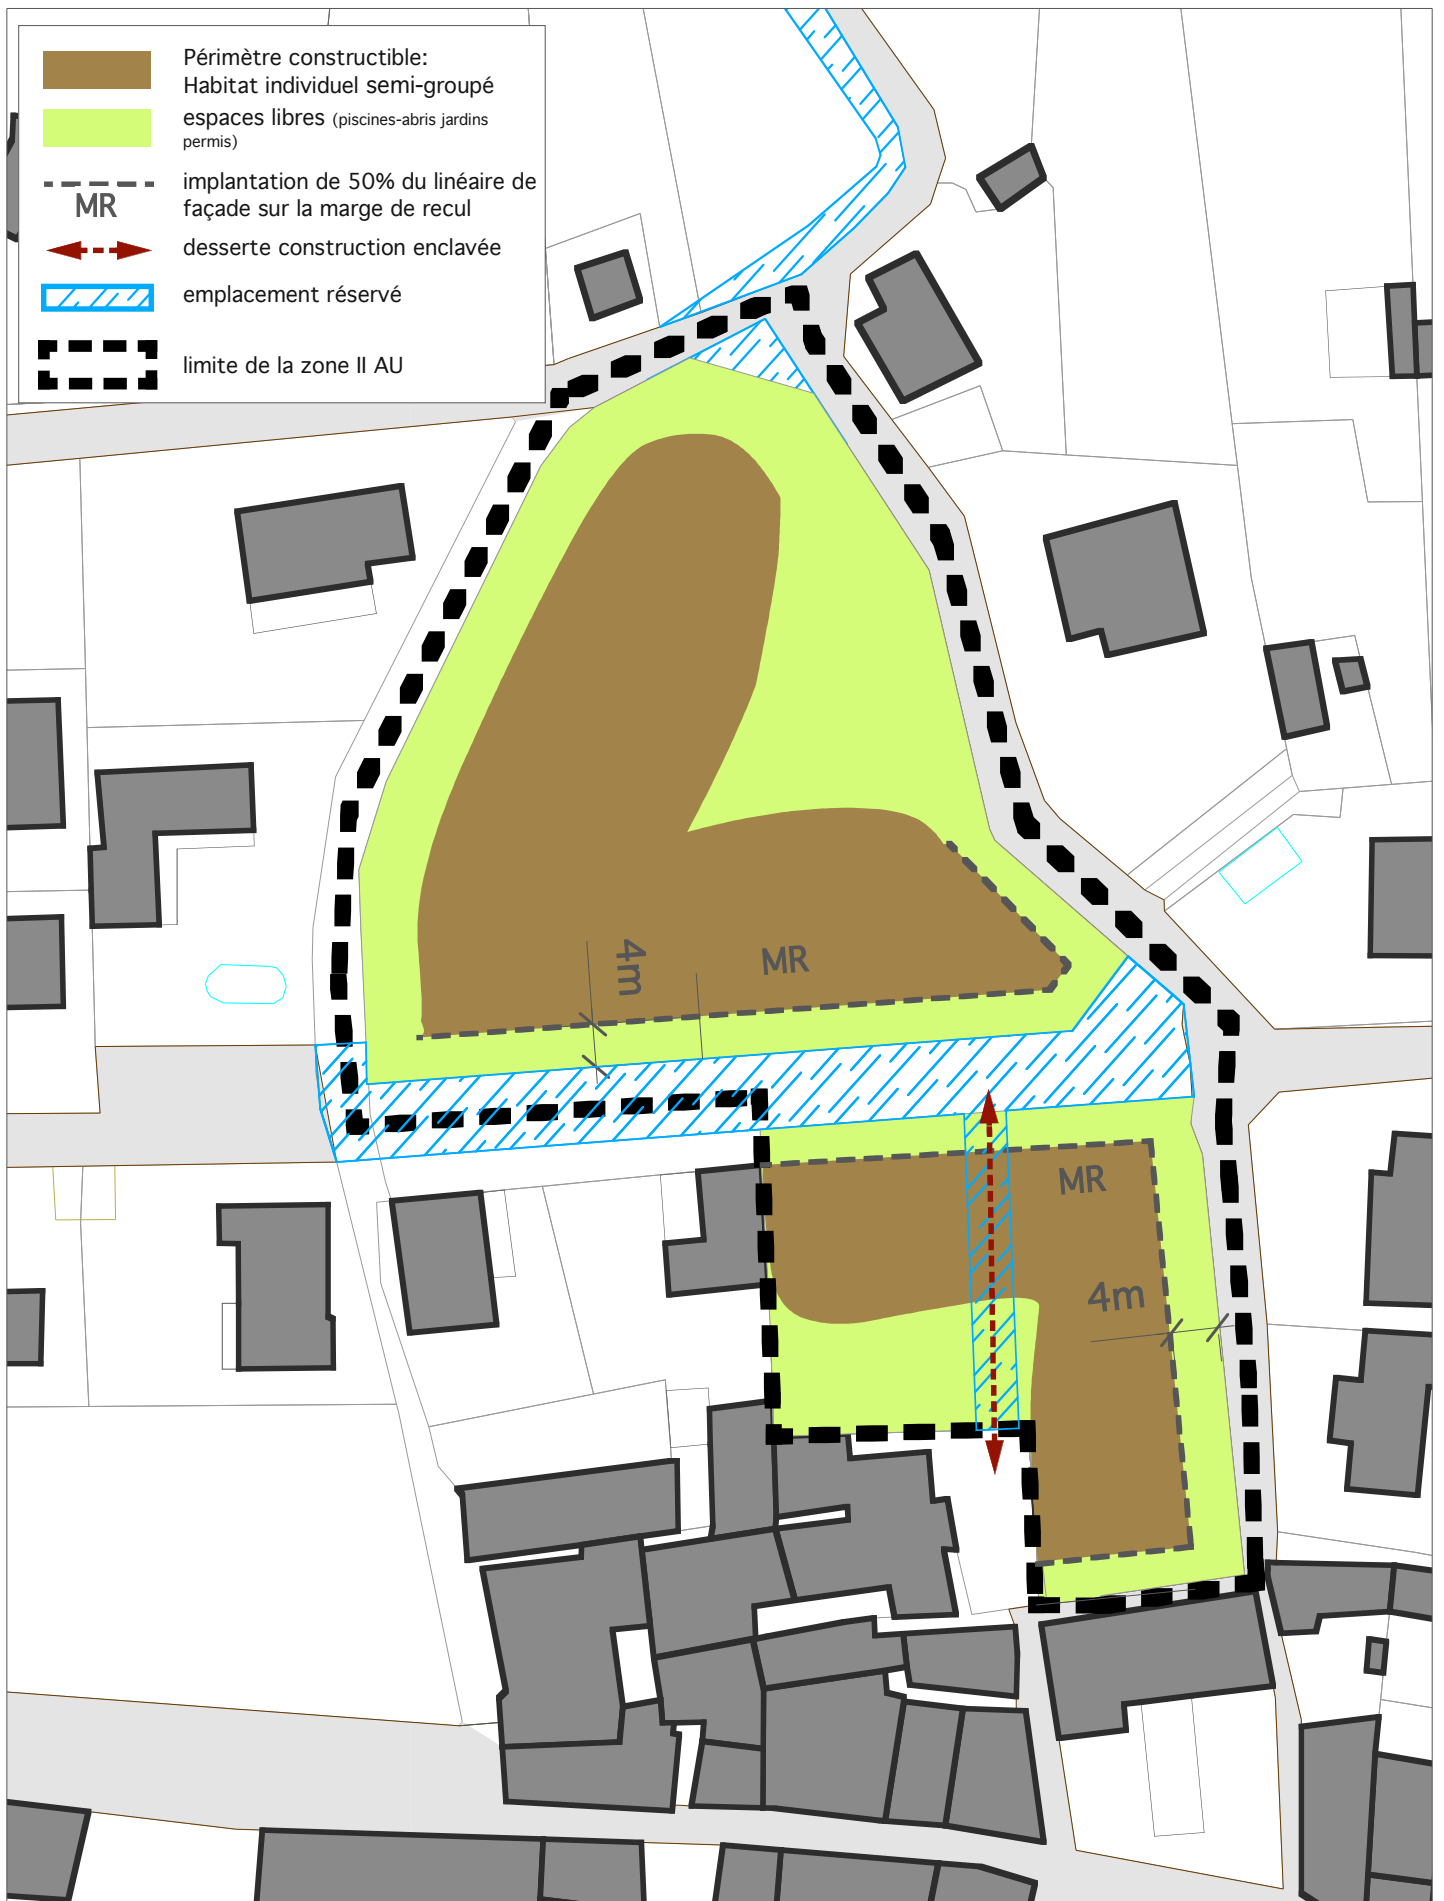 Périmètre constructible:
Habitat individuel semi-groupé
espaces libres (piscines-abris jardins
permis)
implantation de 50% du linéaire de
MR
façade sur la marge de recul
desserte construction enclavée
emplacement réservé
limite de la zone II AU
4m
MR
MR
4m